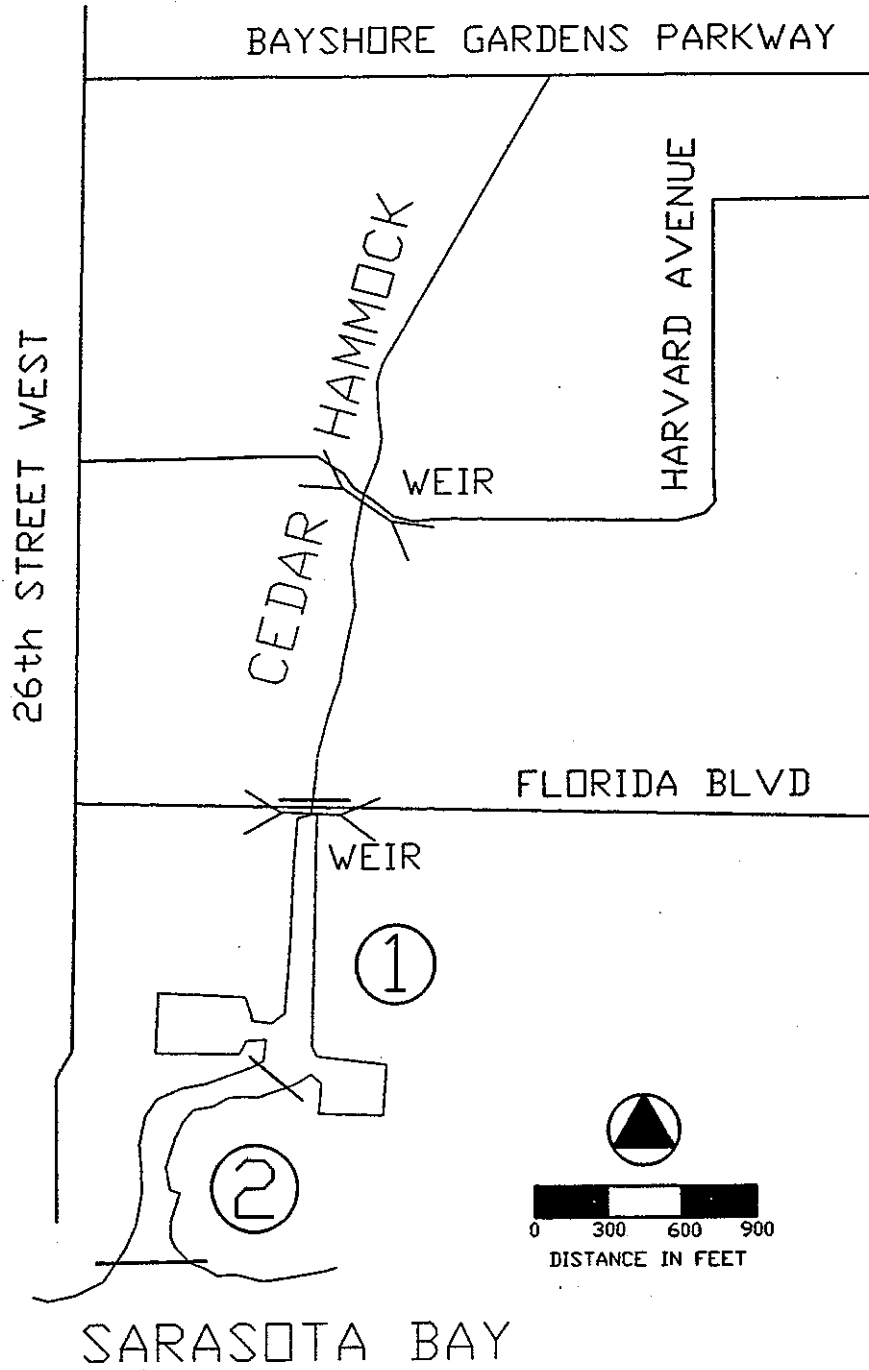 BAYSHORE GARDENS PARKWAY
HARVARD AVENUE
CEDAR HAMMOCK
26th STREET WEST
WEIR
FLORIDA BLVD
WEIR
1
2
0 300 600 900
DISTANCE IN FEET
SARASOTA BAY